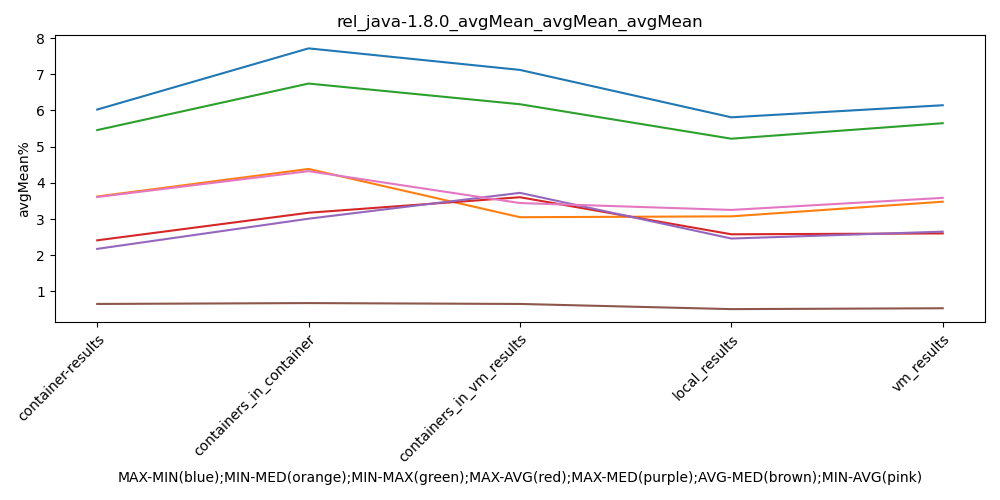 rel_java-1.8.0_avgMean_avgMean_avgMean
8
7
6
5
4
3
2
1
avgMean%
container-results
containers_in_container
containers_in_vm_results
local_results
vm_results
MAX-MIN(blue);MIN-MED(orange);MIN-MAX(green);MAX-AVG(red);MAX-MED(purple);AVG-MED(brown);MIN-AVG(pink)